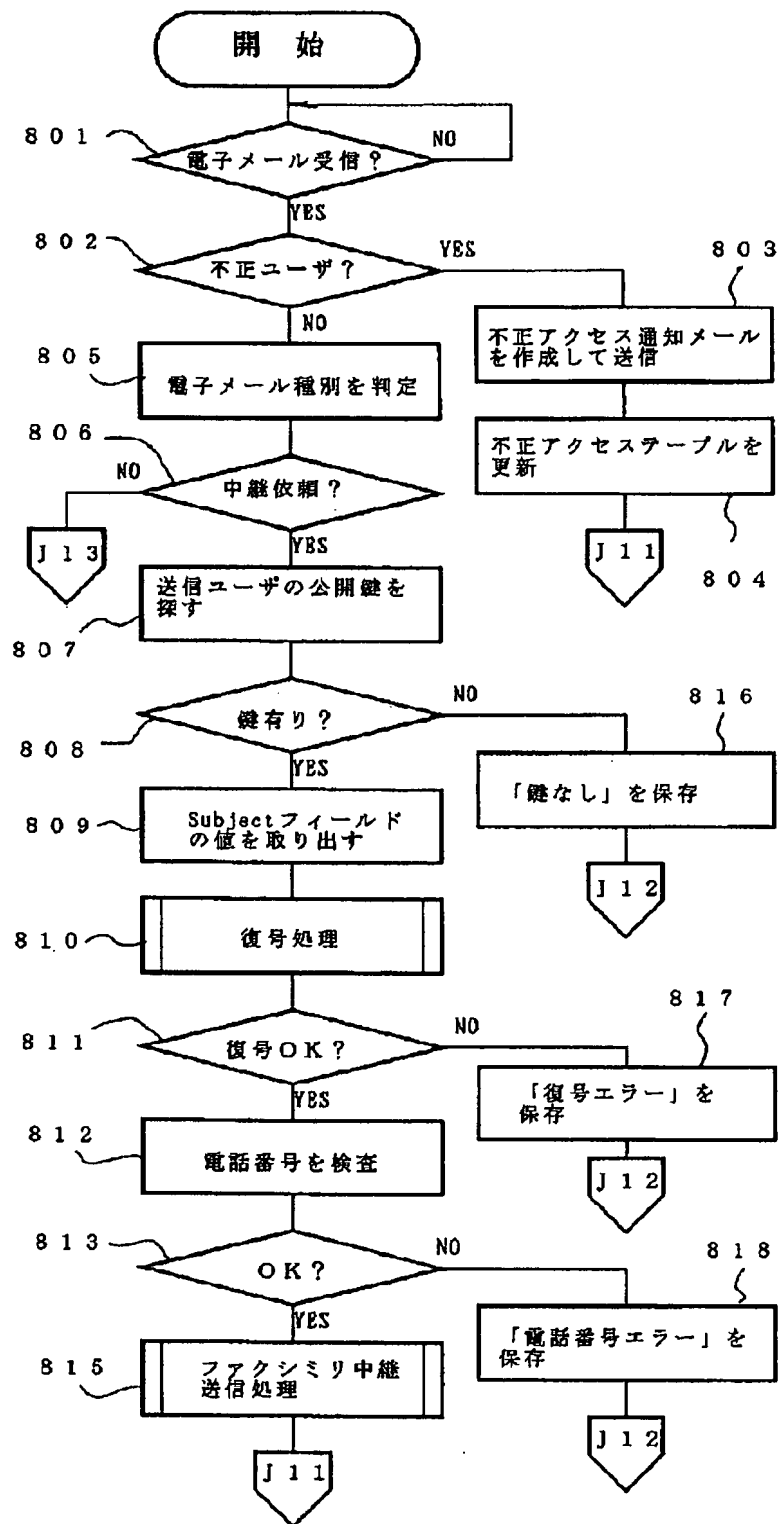 開 始
801
電子メール受信？
NO
YES
802
不正ユーザ？
YES
NO
803
不正アクセス通知メール
を作成して送信
805
電子メール種別を判定
不正アクセステーブルを
更新
804
J11
806
中継依頼？
NO
J13
YES
送信ユーザの公開鍵を
探す
807
鍵有り？
808
NO
816
「鍵なし」を保存
J12
YES
809
Subjectフィールド
の値を取り出す
810
復号処理
811
復号OK？
NO
817
「復号エラー」を
保存
J12
YES
812
電話番号を検査
813
OK？
NO
818
「電話番号エラー」を
保存
J12
YES
815
ファクシミリ中継
送信処理
J11